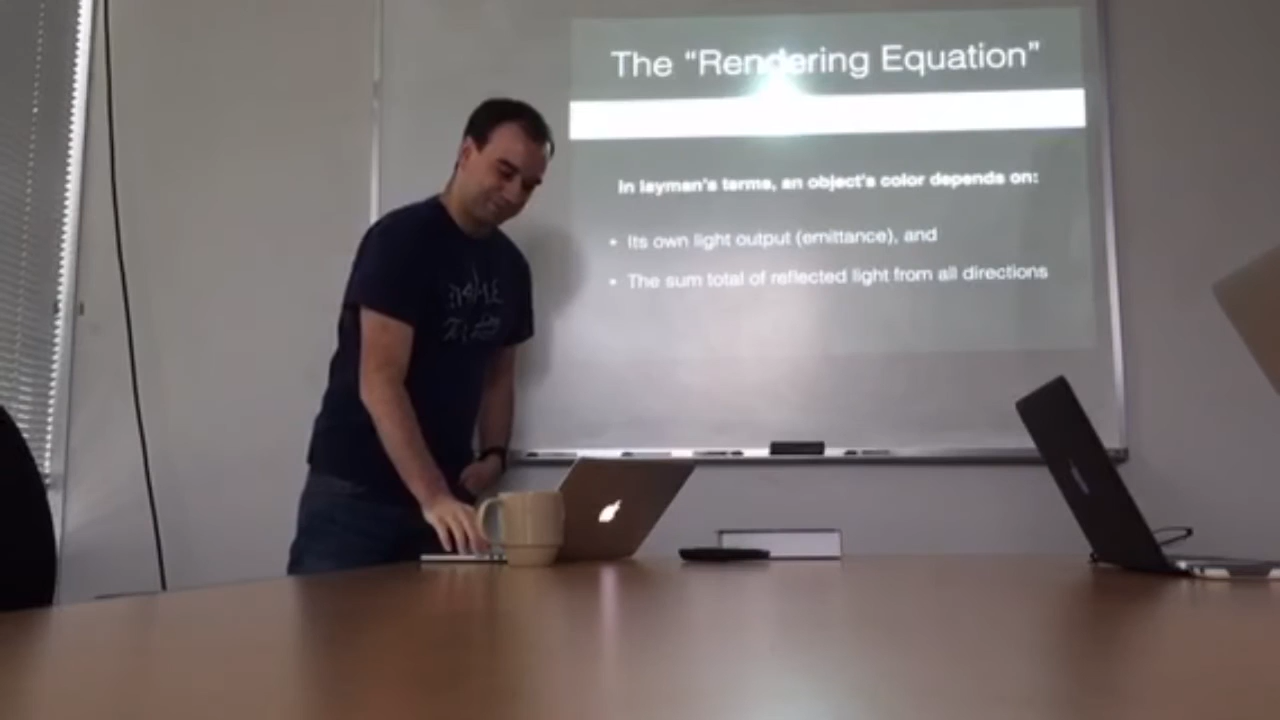 The “Rendering Equation”
In layman's terms, an object's color depends on:
• Its own light output (emittance), and
• The sum total of reflected light from all directions